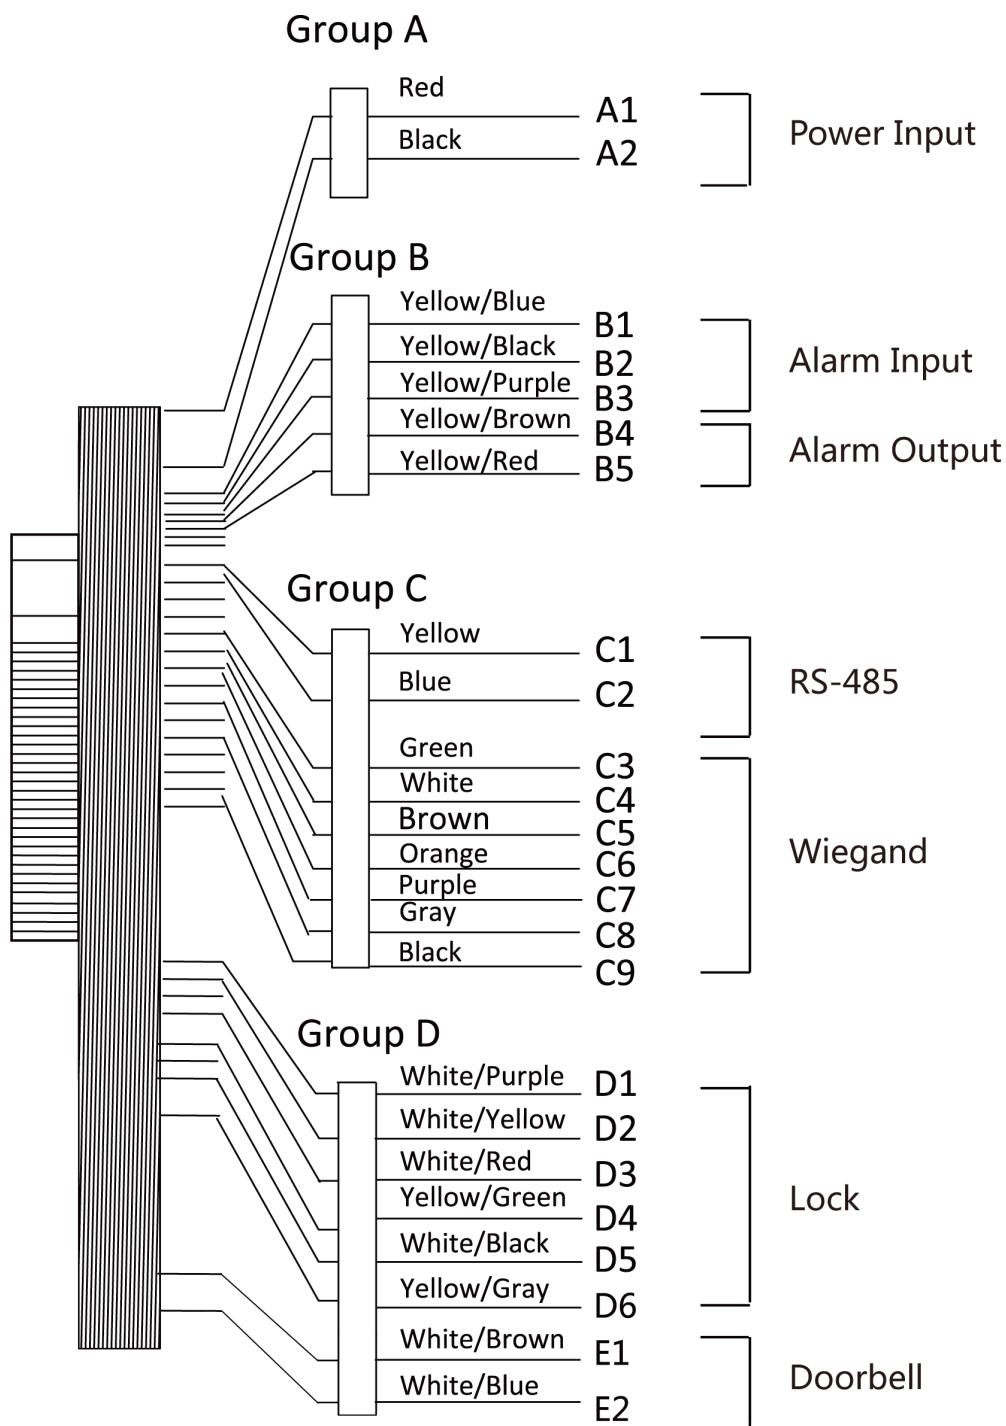 Group A
Red
A1
Black
A2
Power Input
Group B
Yellow/Blue
B1
Yellow/Black
B2
Yellow/Purple
B3
Alarm Input
Yellow/Brown
B4
Yellow/Red
B5
Alarm Output
Group C
Yellow
C1
Blue
C2
RS-485
Green
C3
White
C4
Brown
C5
Orange
C6
Purple
C7
Gray
C8
Black
C9
Wiegand
Group D
White/Purple
D1
White/Yellow
D2
White/Red
D3
Yellow/Green
D4
White/Black
D5
Yellow/Gray
D6
Lock
White/Brown
E1
White/Blue
E2
Doorbell